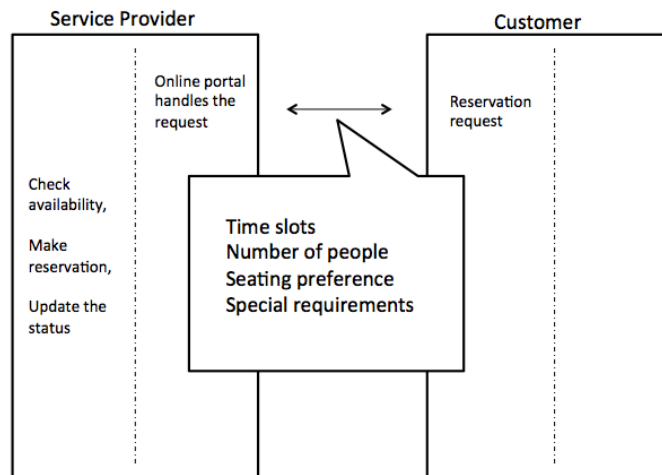 Service Provider
Customer
Online portal
handles the
request
Reservation
request
Check
availability,
Make
reservation,
Update the
status
Time slots
Number of people
Seating preference
Special requirements